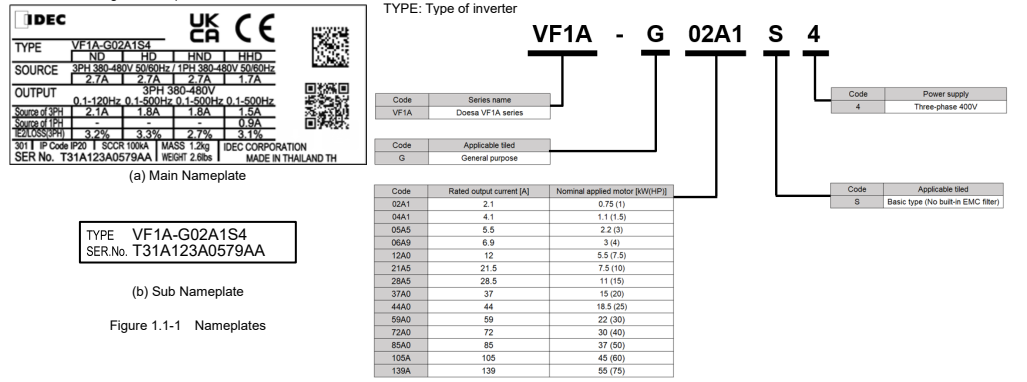 IDEC
UK
CA
CE
TYPE VF1A-G02A1S4
ND HD HND HHD
SOURCE 3PH 380-480V 50/60Hz / 1PH 380-480V 50/60Hz
2.7A 2.7A 2.7A 1.7A
OUTPUT 3PH 380-480V
0.1-120Hz 0.1-500Hz 0.1-500Hz 0.1-500Hz
Source of 3PH 2.1A 1.8A 1.8A 1.5A
Source of 1PH - - - 0.9A
IE2/LOSS(3PH) 3.2% 3.3% 2.7% 3.1%
301 IP Code IP20 SCCR 100kA MASS 1.2kg IDEC CORPORATION
SER No. T31A123A0579AA WEIGHT 2.6lbs MADE IN THAILAND TH
(a) Main Nameplate
TYPE VF1A-G02A1S4
SER.No. T31A123A0579AA
(b) Sub Nameplate
Figure 1.1-1 Nameplates
TYPE: Type of inverter
VF1A - G 02A1 S 4
Code Series name
VF1A Doesa VF1A series
Code Applicable tiled
G General purpose
Code Rated output current [A] Nominal applied motor [kW(HP)]
02A1 2.1 0.75 (1)
04A1 4.1 1.1 (1.5)
05A5 5.5 2.2 (3)
06A9 6.9 3 (4)
12A0 12 5.5 (7.5)
21A5 21.5 7.5 (10)
28A5 28.5 11 (15)
37A0 37 15 (20)
44A0 44 18.5 (25)
59A0 59 22 (30)
72A0 72 30 (40)
85A0 85 37 (50)
105A 105 45 (60)
139A 139 55 (75)
Code Power supply
4 Three-phase 400V
Code Applicable tiled
S Basic type (No built-in EMC filter)